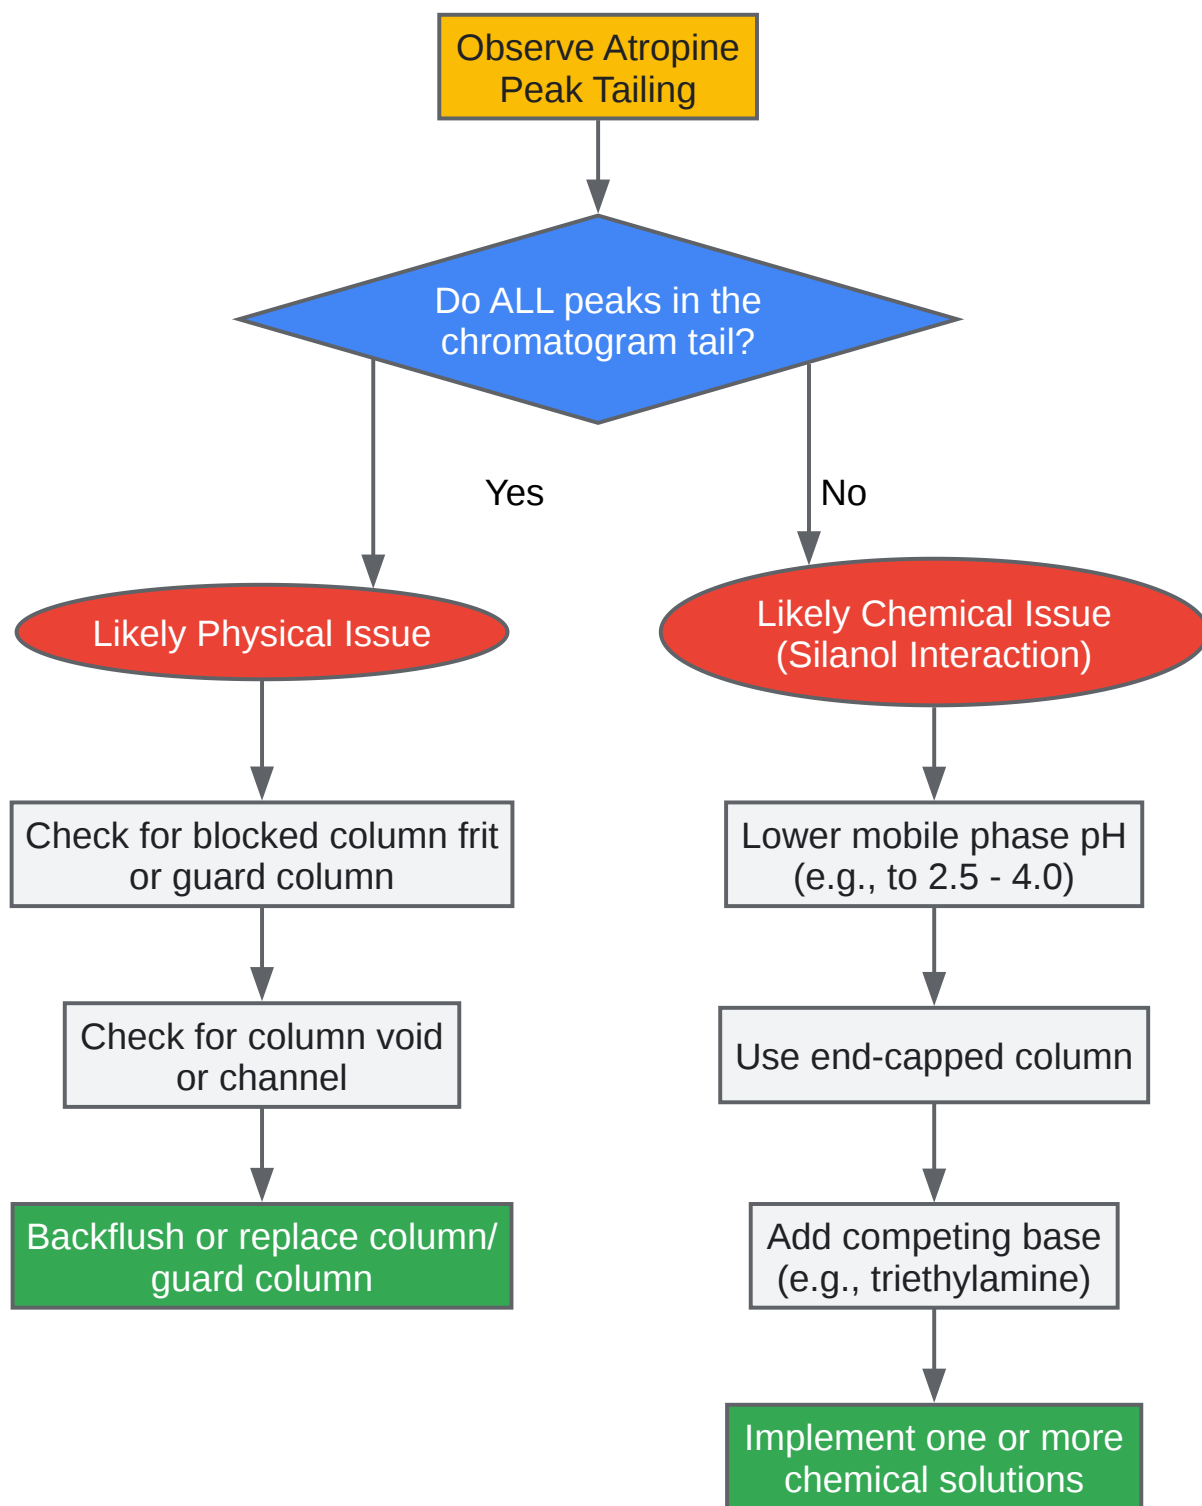 Observe Atropine
Peak Tailing
Do ALL peaks in the
chromatogram tail?
Yes
No
Likely Physical Issue
Likely Chemical Issue
(Silanol Interaction)
Check for blocked column frit
or guard column
Lower mobile phase pH
(e.g., to 2.5 - 4.0)
Check for column void
or channel
Use end-capped column
Backflush or replace column/
guard column
Add competing base
(e.g., triethylamine)
Implement one or more
chemical solutions